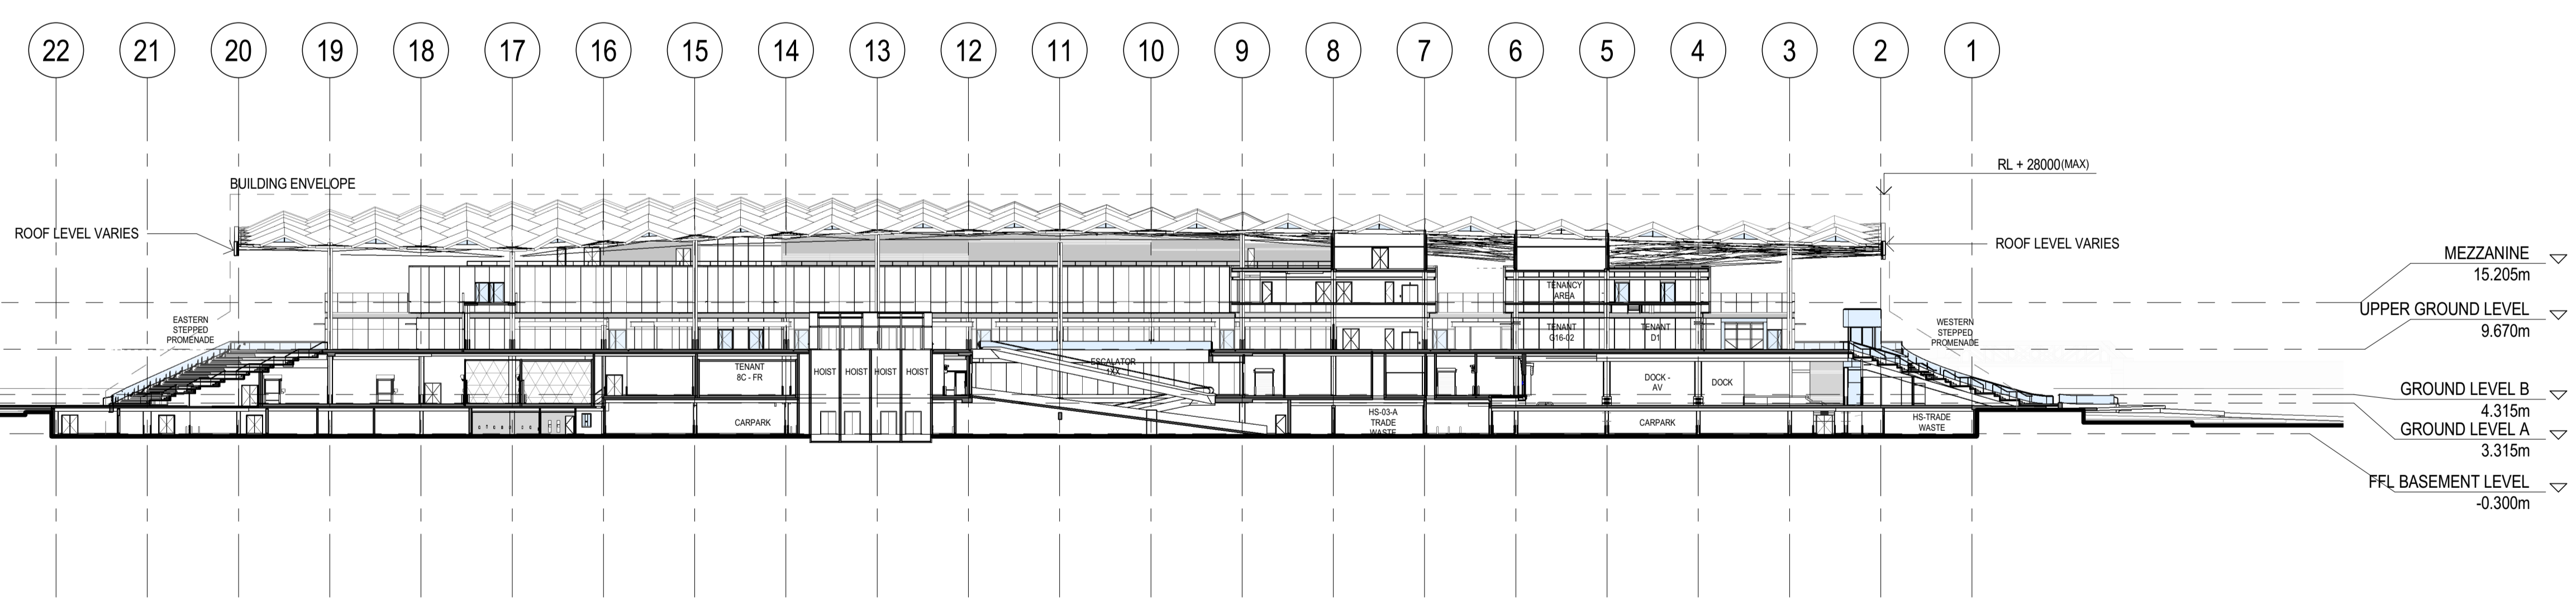 22 21 20 19 18 17 16 15 14 13 12 11 10 9 8 7 6 5 4 3 2 1
RL + 28000(MAX)
BUILDING ENVELOPE
ROOF LEVEL VARIES
ROOF LEVEL VARIES
MEZZANINE
15.205m
UPPER GROUND LEVEL
9.670m
GROUND LEVEL B
4.315m
GROUND LEVEL A
3.315m
FFL BASEMENT LEVEL
-0.300m
EASTERN
STEPPED
PROMENADE
WESTERN
STEPPED
PROMENADE
TENANCY
AREA
TENANT
G16-02
TENANT
D1
TENANT
8C - FR
HOIST HOIST HOIST HOIST
ESCALATOR
1XX
DOCK -
AV
DOCK
CARPARK
HS-03-A
TRADE
WASTE
CARPARK
HS-TRADE
WASTE